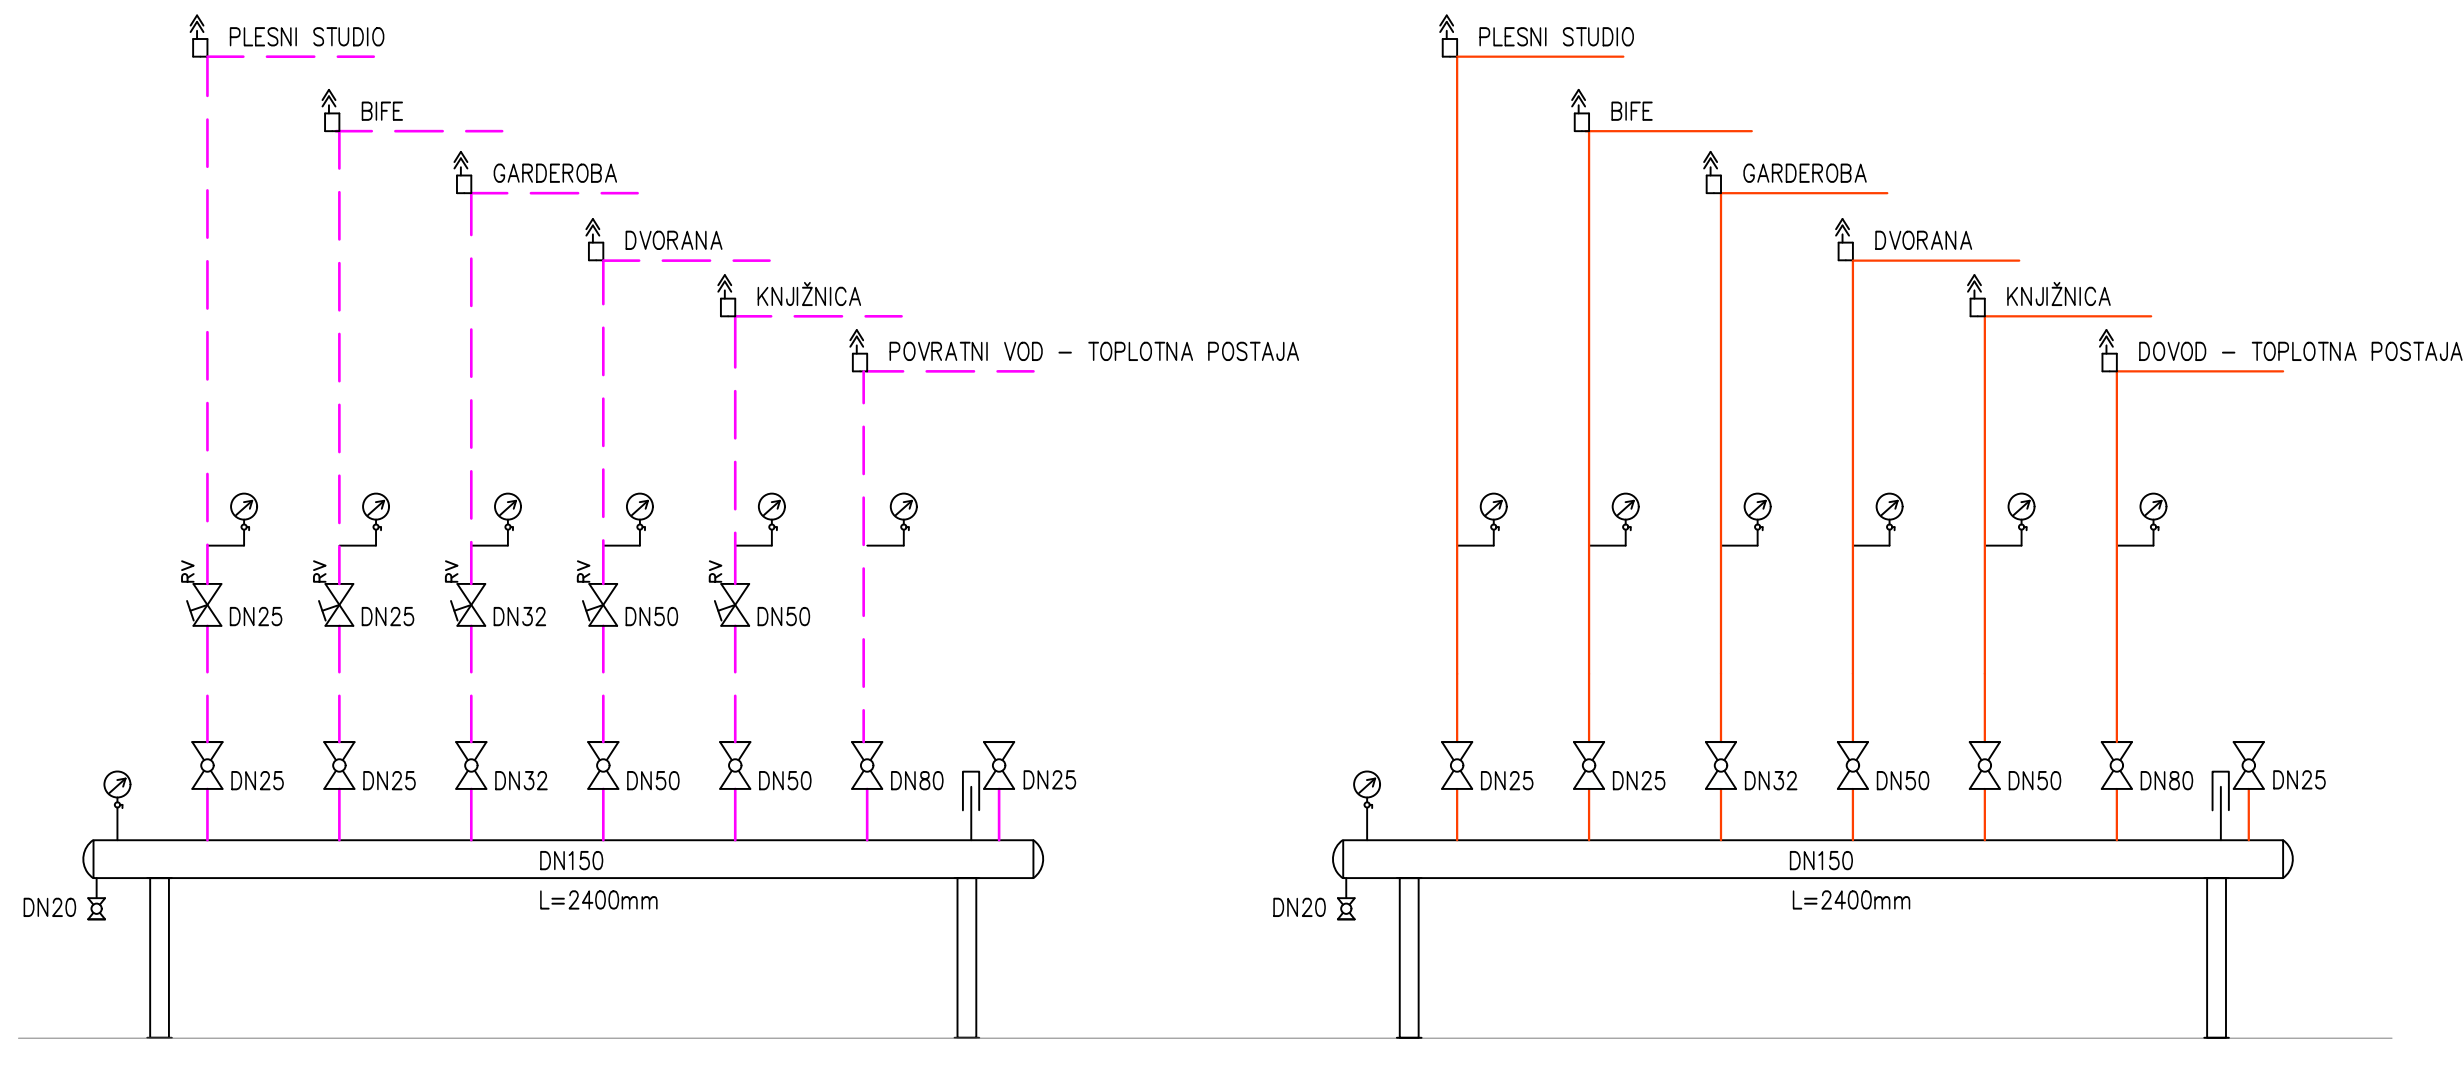 PLESNI STUDIO
BIFE
GARDEROBA
DVORANA
KNJIŽNICA
POVRATNI VOD – TOPLOTNA POSTAJA
RV
RV
RV
RV
RV
DN25
DN25
DN32
DN50
DN50
DN25
DN25
DN32
DN50
DN50
DN80
DN25
DN150
L=2400mm
DN20
PLESNI STUDIO
BIFE
GARDEROBA
DVORANA
KNJIŽNICA
DOVOD – TOPLOTNA POSTAJA
DN25
DN25
DN32
DN50
DN50
DN80
DN25
DN150
L=2400mm
DN20